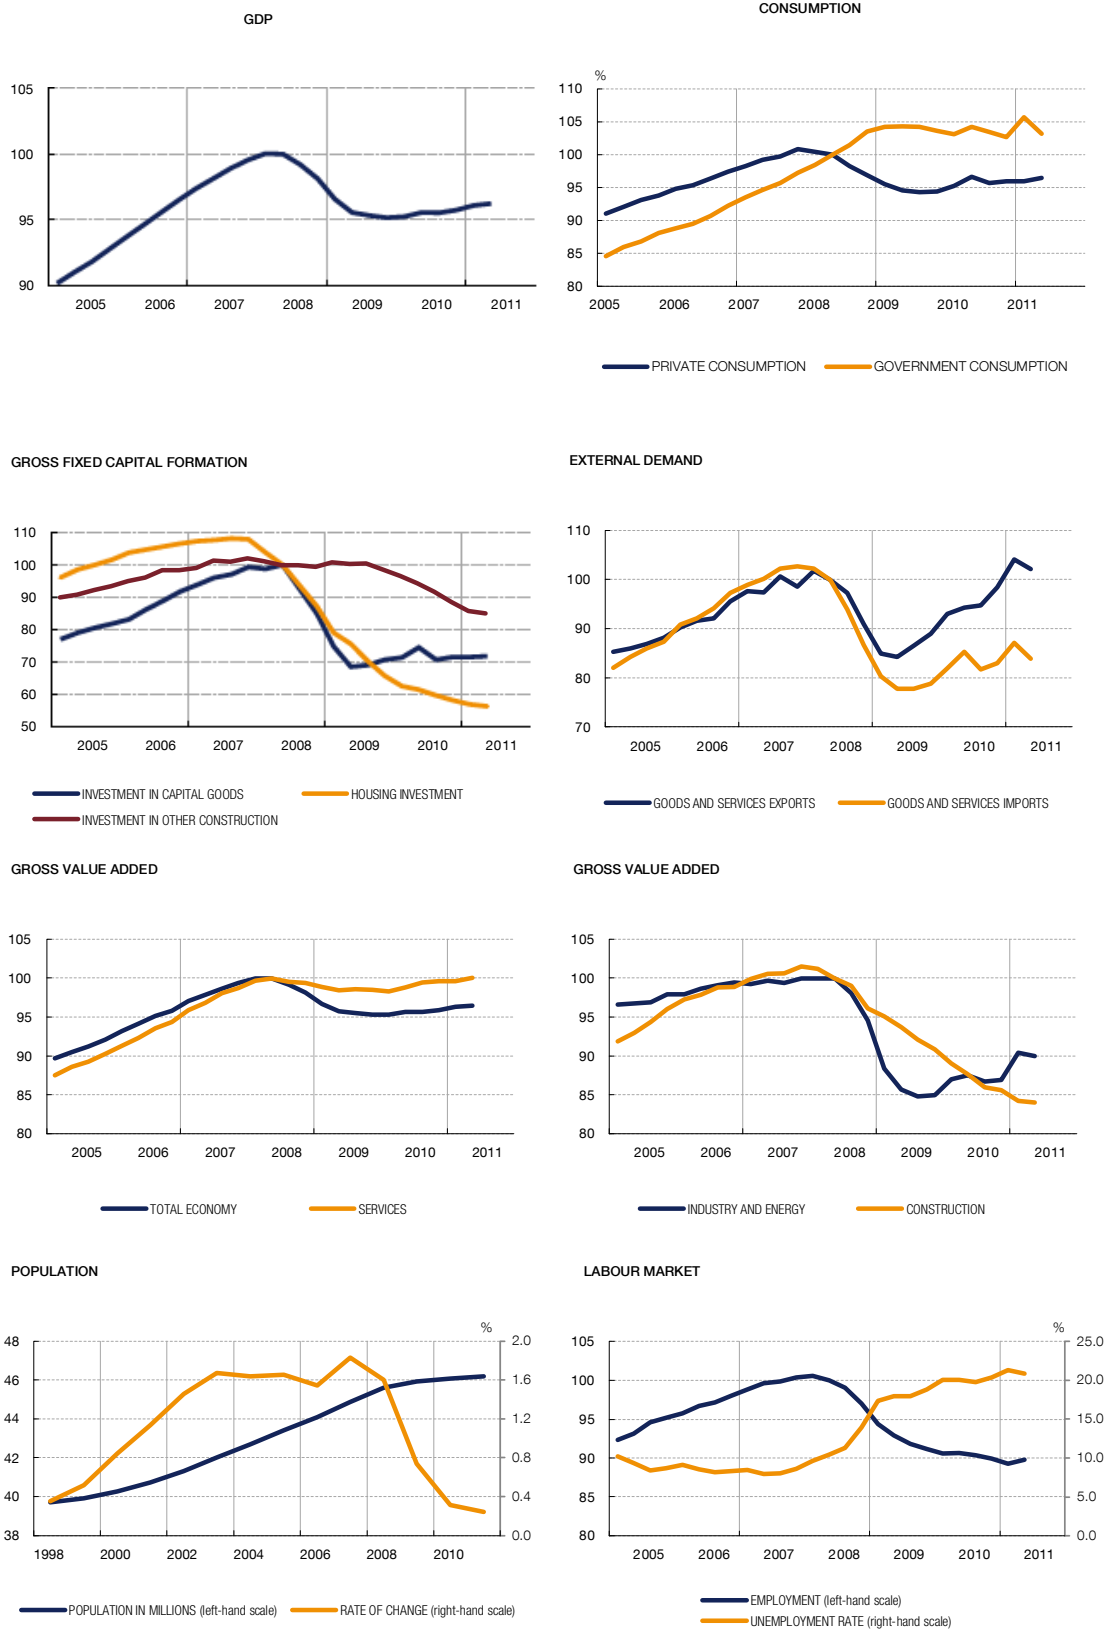 GDP
105
100
95
90
2005 2006 2007 2008 2009 2010 2011
CONSUMPTION
%
110
105
100
95
90
85
80
2005 2006 2007 2008 2009 2010 2011
PRIVATE CONSUMPTION GOVERNMENT CONSUMPTION
GROSS FIXED CAPITAL FORMATION
110
100
90
80
70
60
50
2005 2006 2007 2008 2009 2010 2011
INVESTMENT IN CAPITAL GOODS HOUSING INVESTMENT
INVESTMENT IN OTHER CONSTRUCTION
EXTERNAL DEMAND
110
100
90
80
70
2005 2006 2007 2008 2009 2010 2011
GOODS AND SERVICES EXPORTS GOODS AND SERVICES IMPORTS
GROSS VALUE ADDED
105
100
95
90
85
80
2005 2006 2007 2008 2009 2010 2011
TOTAL ECONOMY SERVICES
GROSS VALUE ADDED
105
100
95
90
85
80
2005 2006 2007 2008 2009 2010 2011
INDUSTRY AND ENERGY CONSTRUCTION
POPULATION
%
48 2.0
46 1.6
44 1.2
42 0.8
40 0.4
38 0.0
1998 2000 2002 2004 2006 2008 2010
POPULATION IN MILLIONS (left-hand scale) RATE OF CHANGE (right-hand scale)
LABOUR MARKET
%
105 25.0
100 20.0
95 15.0
90 10.0
85 5.0
80 0.0
2005 2006 2007 2008 2009 2010 2011
EMPLOYMENT (left-hand scale)
UNEMPLOYMENT RATE (right-hand scale)